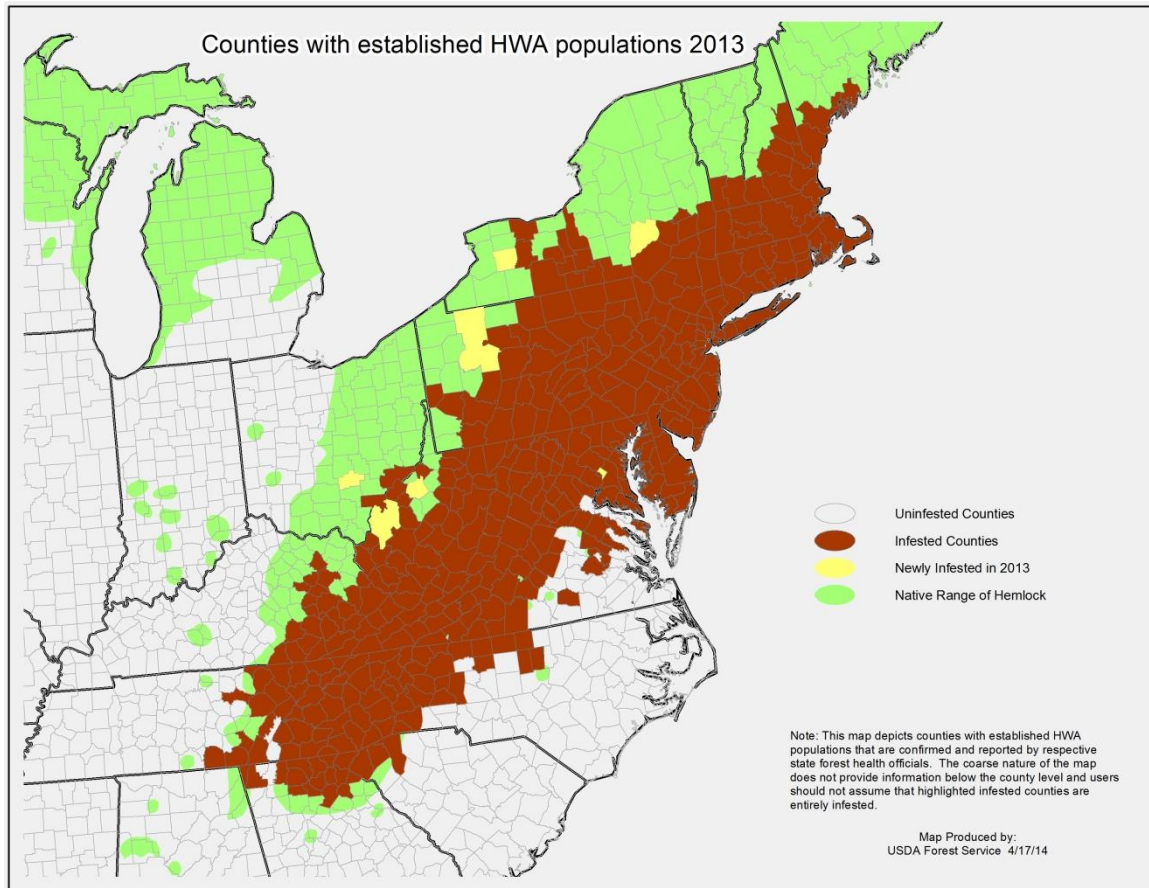 Counties with established HWA populations 2013
Uninfested Counties
Infested Counties
Newly Infested in 2013
Native Range of Hemlock
Note: This map depicts counties with established HWA
populations that are confirmed and reported by respective
state forest health officials. The coarse nature of the map
does not provide information below the county level and users
should not assume that highlighted infested counties are
entirely infested.
Map Produced by:
USDA Forest Service 4/17/14